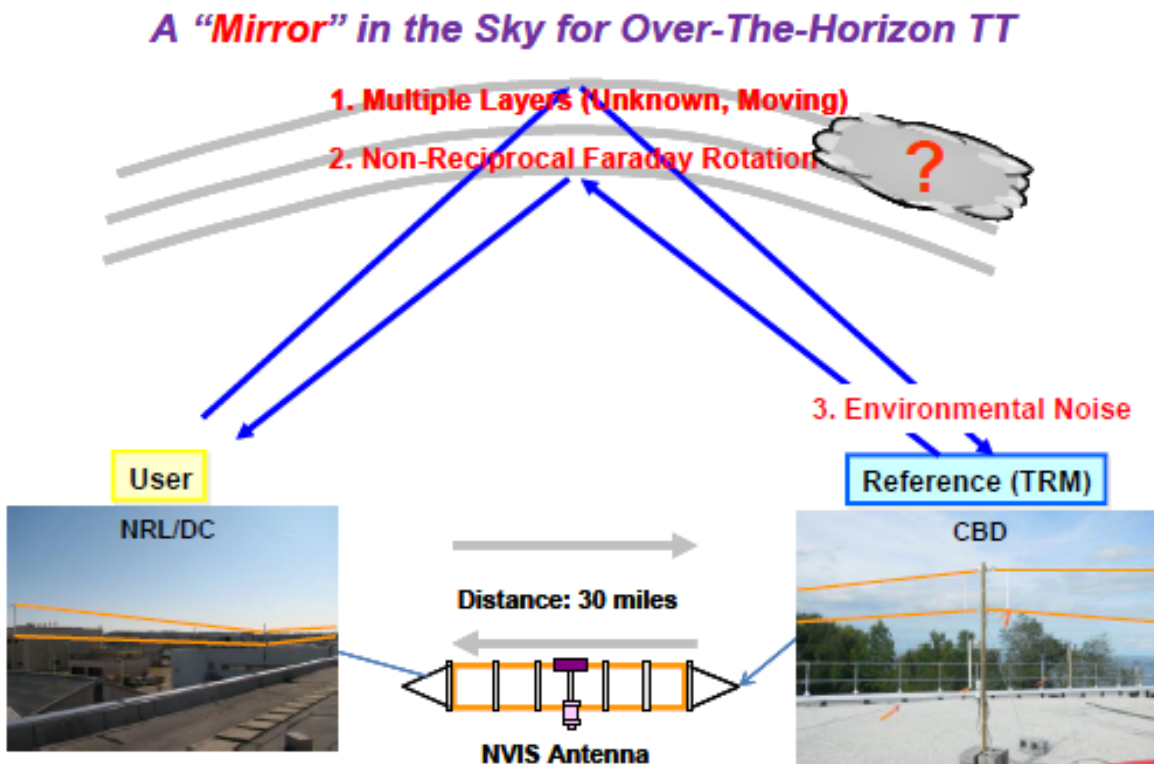 A “Mirror” in the Sky for Over-The-Horizon TT
1. Multiple Layers (Unknown, Moving)
2. Non-Reciprocal Faraday Rotation
?
3. Environmental Noise
User
Reference (TRM)
NRL/DC
CBD
Distance: 30 miles
NVIS Antenna